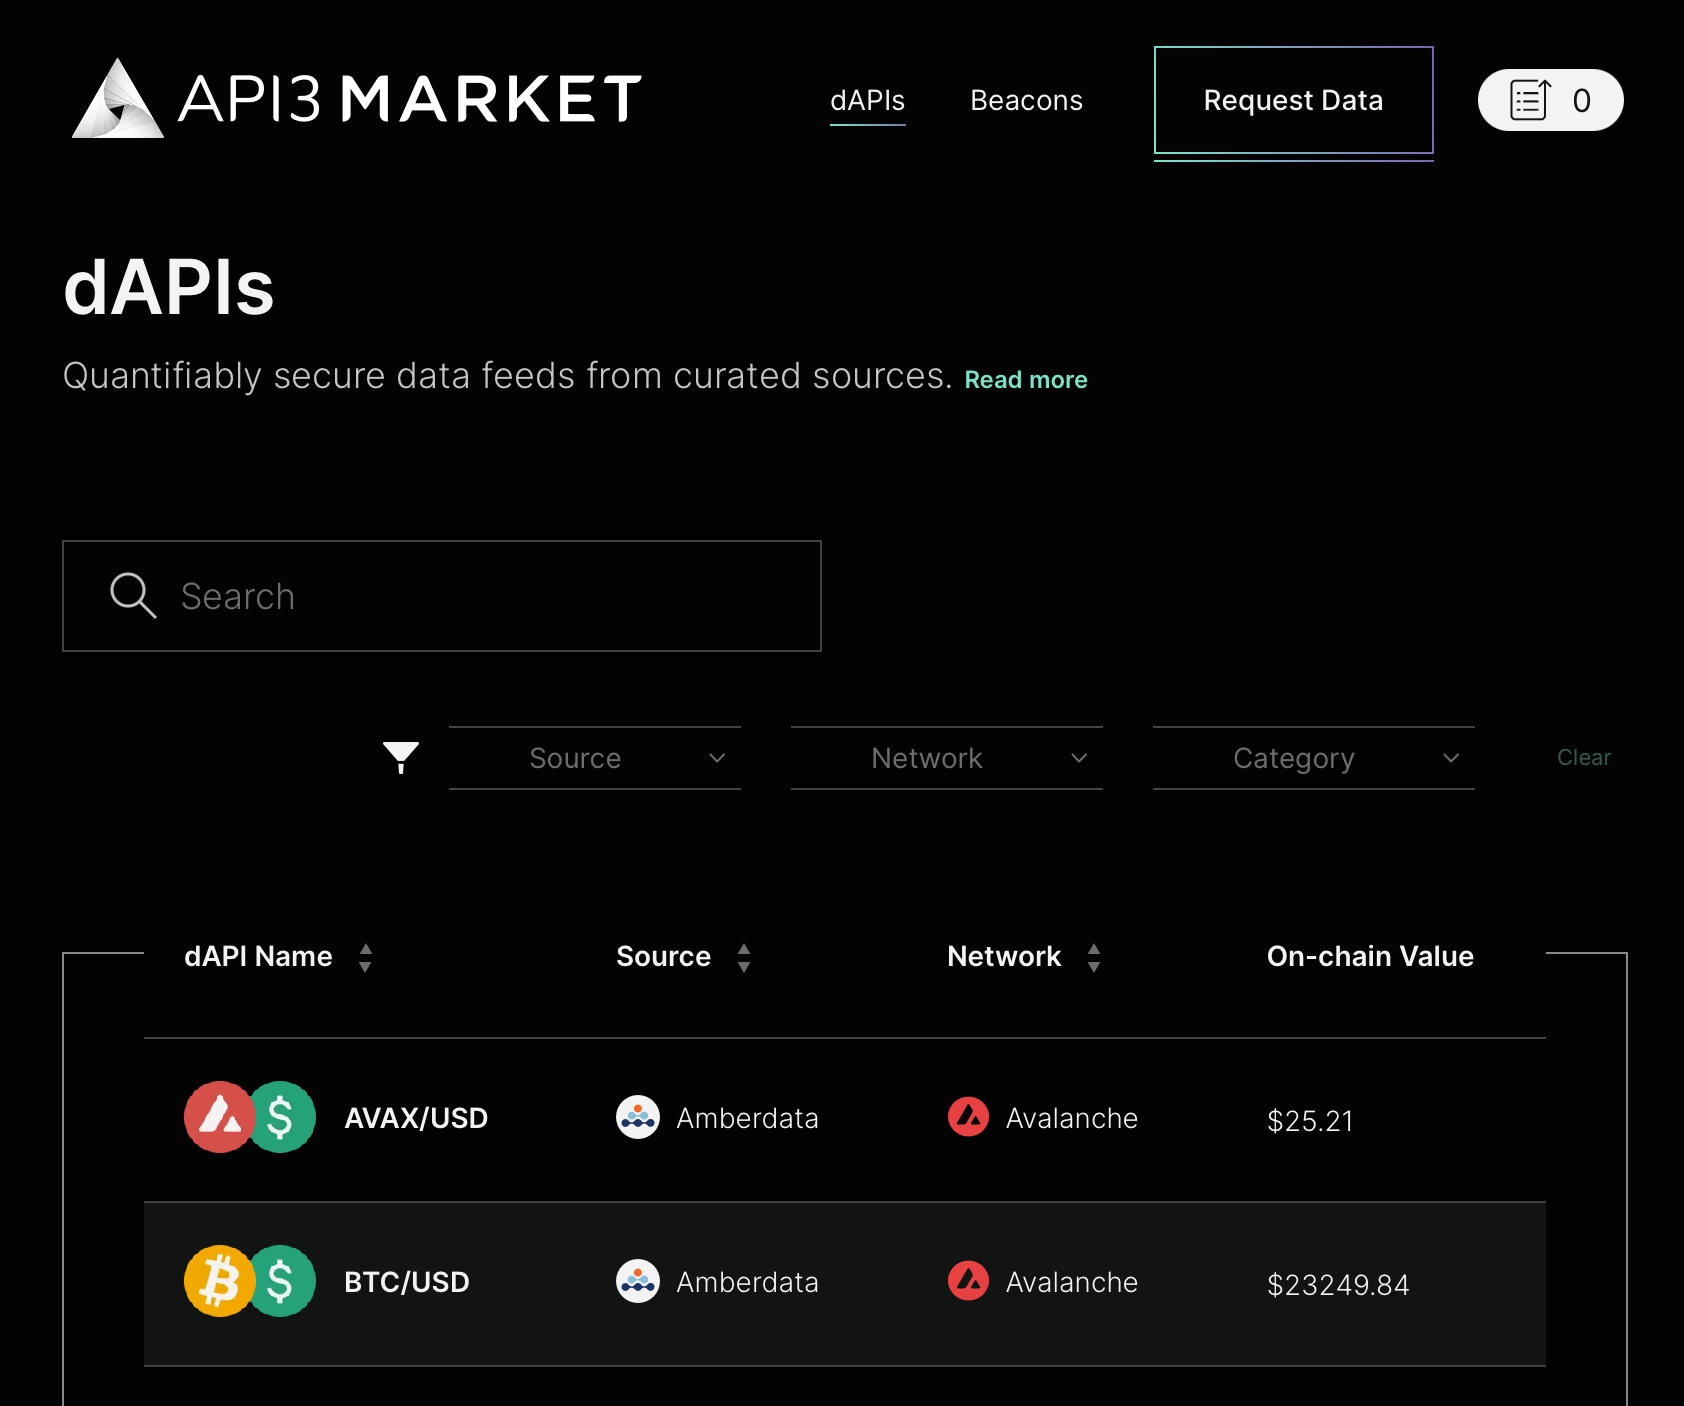 API3 MARKET
dAPIs Beacons Request Data 0
dAPIs
Quantifiably secure data feeds from curated sources. Read more
Search
Source Network Category Clear
dAPI Name Source Network On-chain Value
AVAX/USD Amberdata Avalanche $25.21
BTC/USD Amberdata Avalanche $23249.84